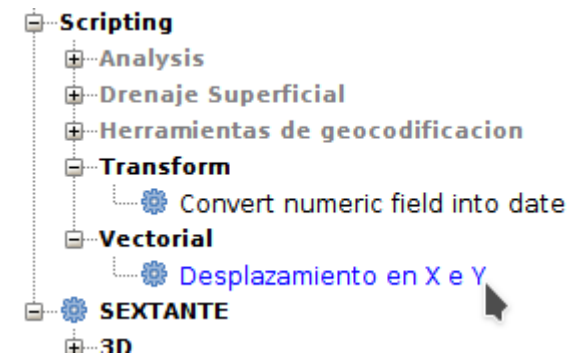 Scripting
Analysis
Drenaje Superficial
Herramientas de geocodificacion
Transform
Convert numeric field into date
Vectorial
Desplazamiento en X e Y
SEXTANTE
3D